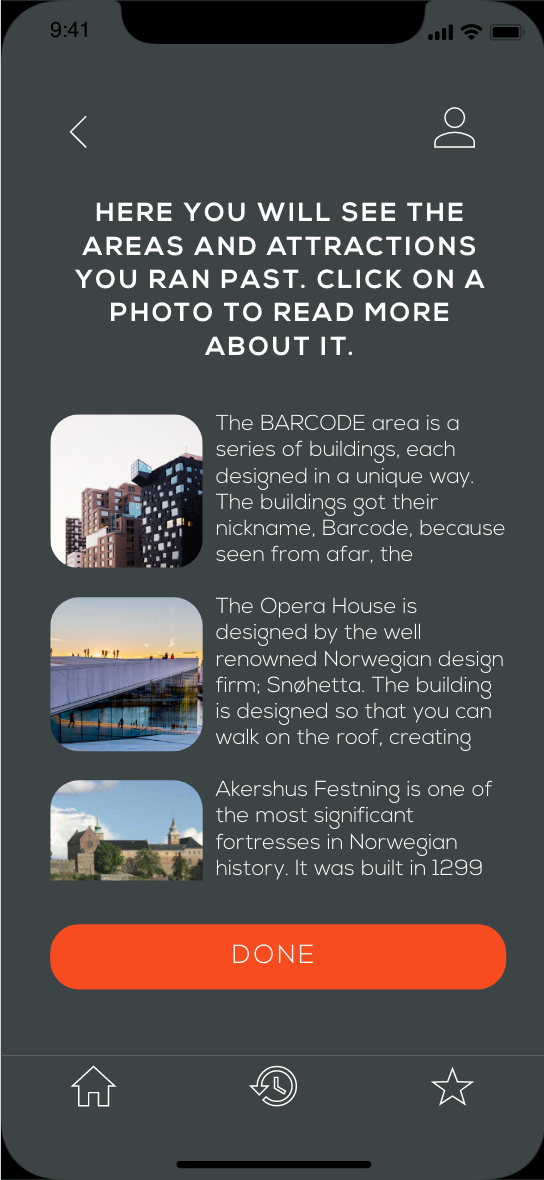 9:41
HERE YOU WILL SEE THE
AREAS AND ATTRACTIONS
YOU RAN PAST. CLICK ON A
PHOTO TO READ MORE
ABOUT IT.
The BARCODE area is a
series of buildings, each
designed in a unique way.
The buildings got their
nickname, Barcode, because
seen from afar, the
The Opera House is
designed by the well
renowned Norwegian design
firm; Snøhetta. The building
is designed so that you can
walk on the roof, creating
Akershus Festning is one of
the most significant
fortresses in Norwegian
history. It was built in 1299
DONE